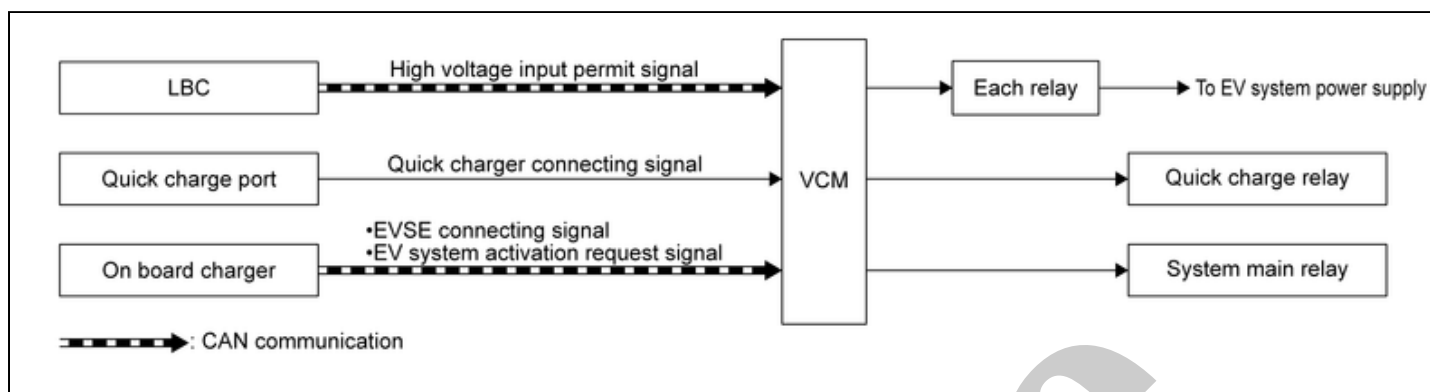 LBC
High voltage input permit signal
VCM
Each relay
To EV system power supply
Quick charge port
Quick charger connecting signal
Quick charge relay
On board charger
•EVSE connecting signal
•EV system activation request signal
System main relay
: CAN communication